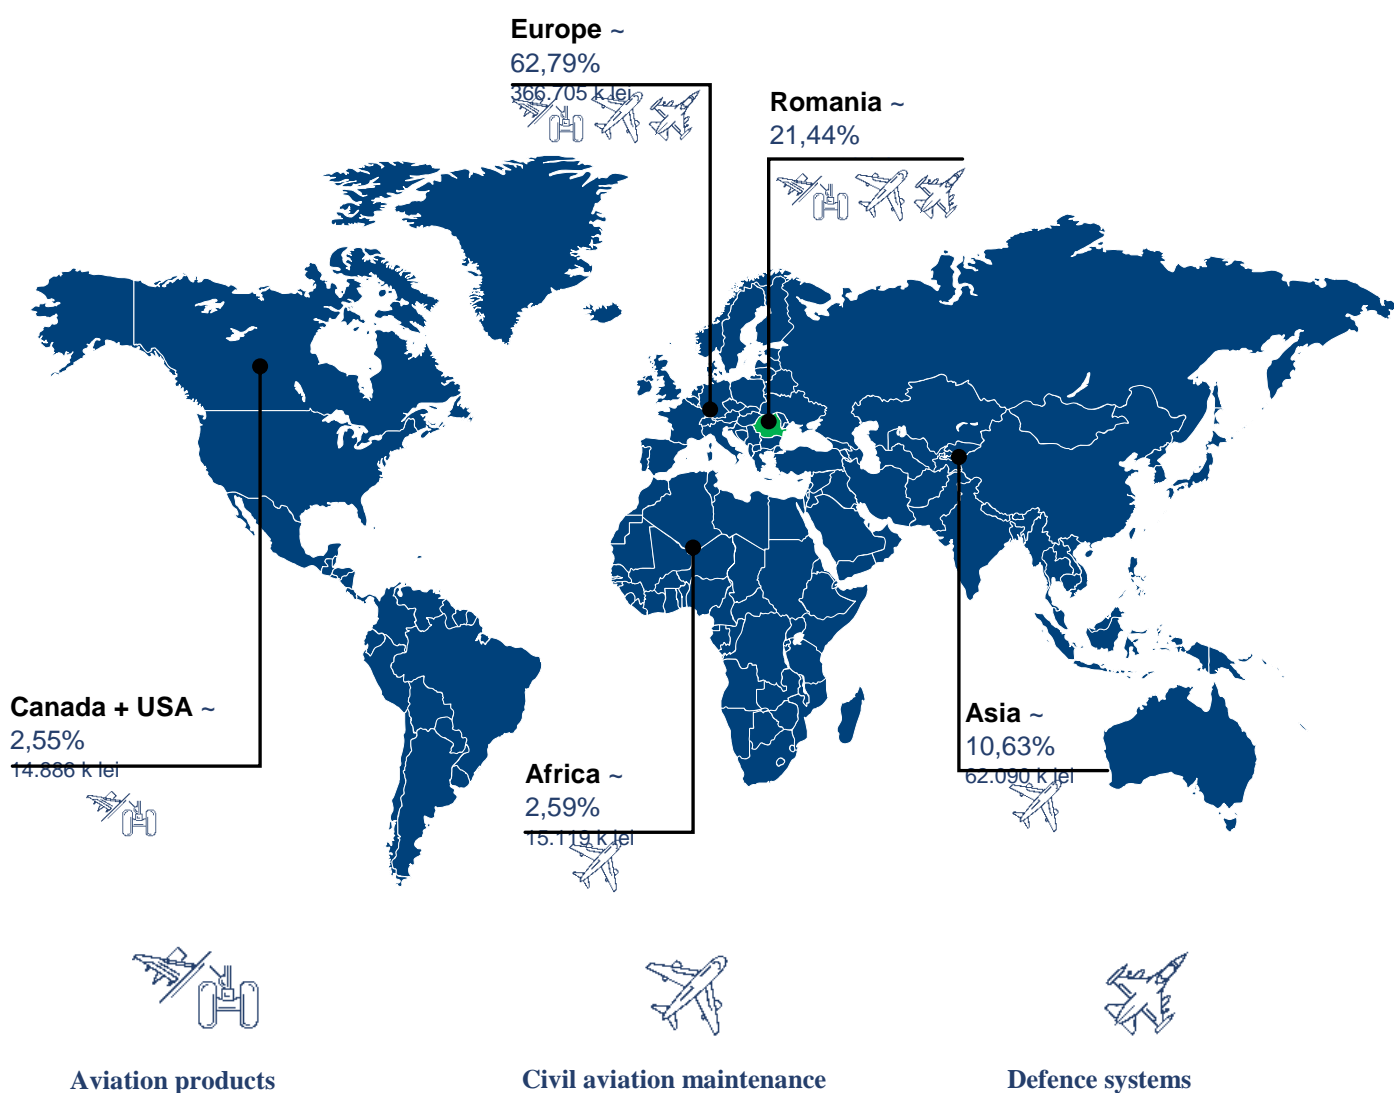 Europe ~
62,79%
366.705 k lei
Romania ~
21,44%
Canada + USA ~
2,55%
14.886 k lei
Africa ~
2,59%
15.119 k lei
Asia ~
10,63%
62.090 k lei
Aviation products
Civil aviation maintenance
Defence systems